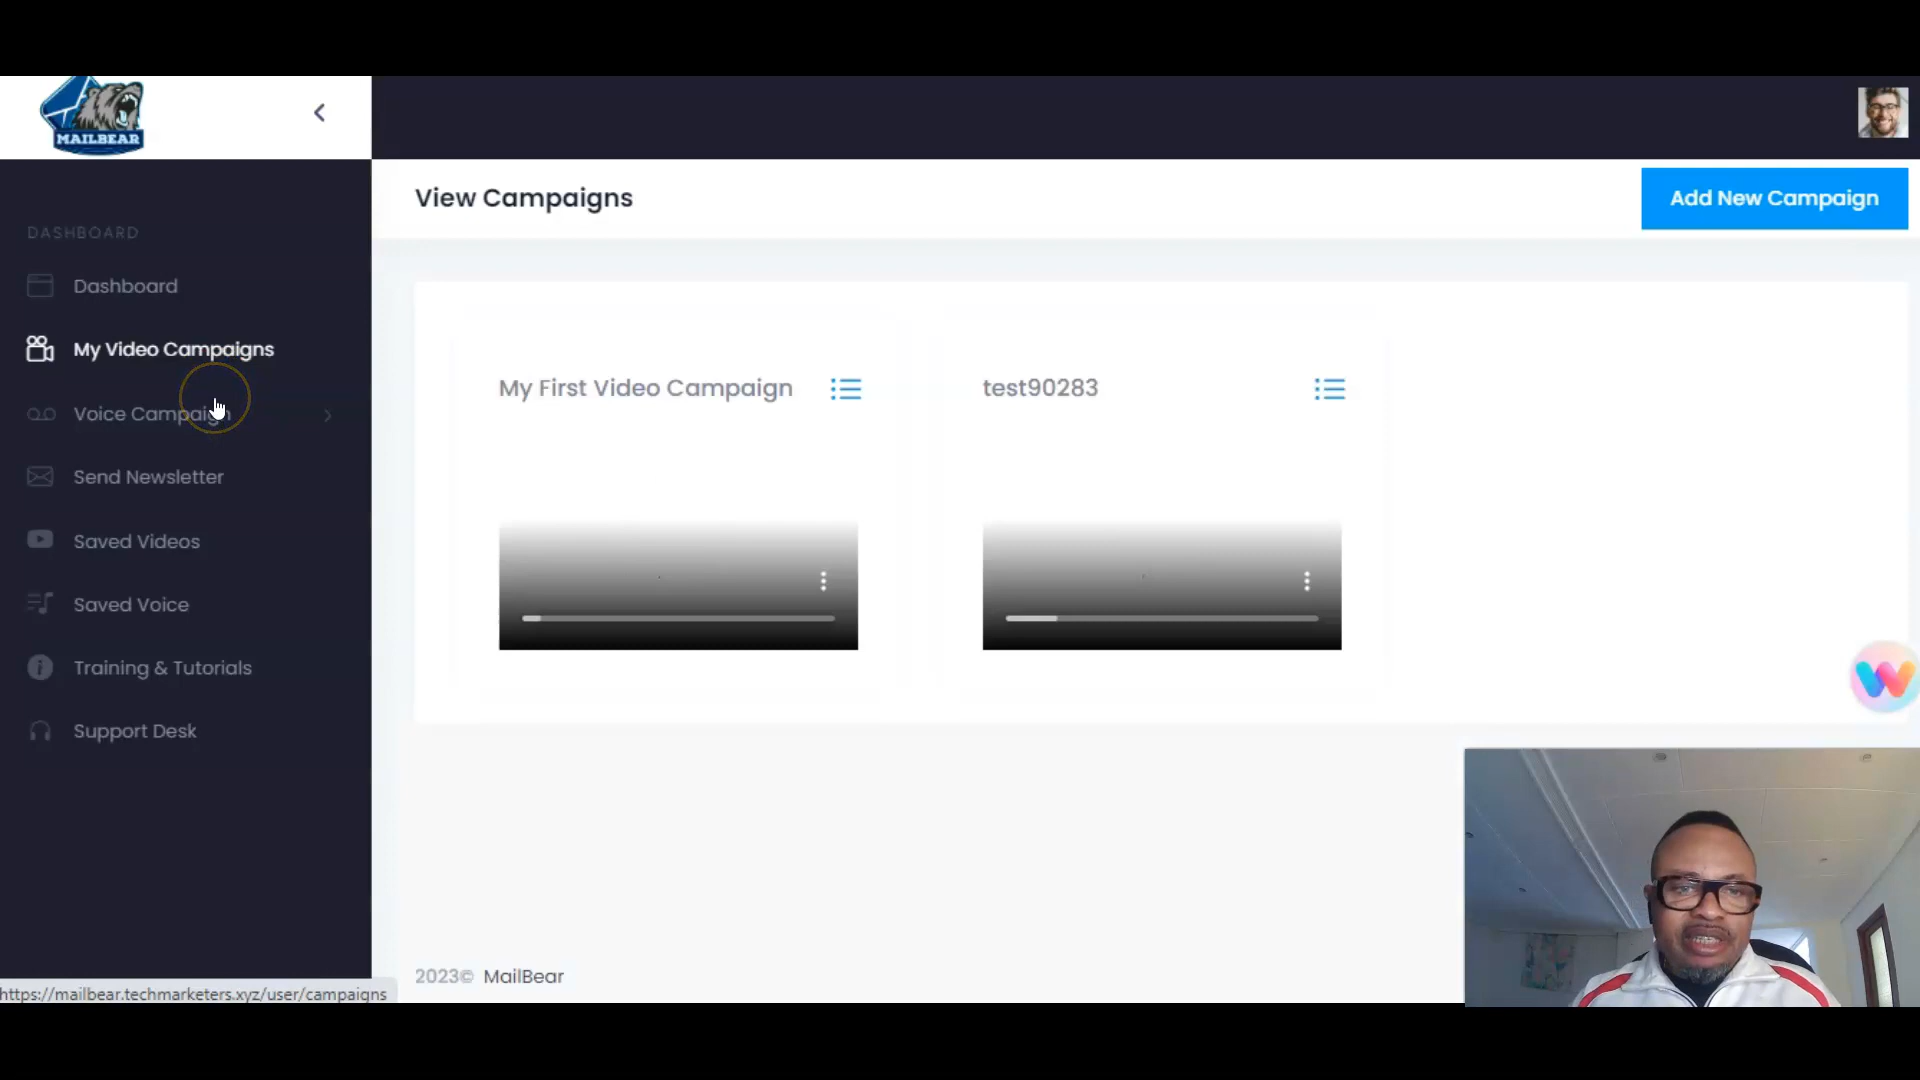 MAILBEAR
DASHBOARD
Dashboard
My Video Campaigns
Voice Campaign
Send Newsletter
Saved Videos
Saved Voice
Training & Tutorials
Support Desk
View Campaigns
Add New Campaign
My First Video Campaign
test90283
2023© MailBear
https://mailbear.techmarketers.xyz/user/campaigns